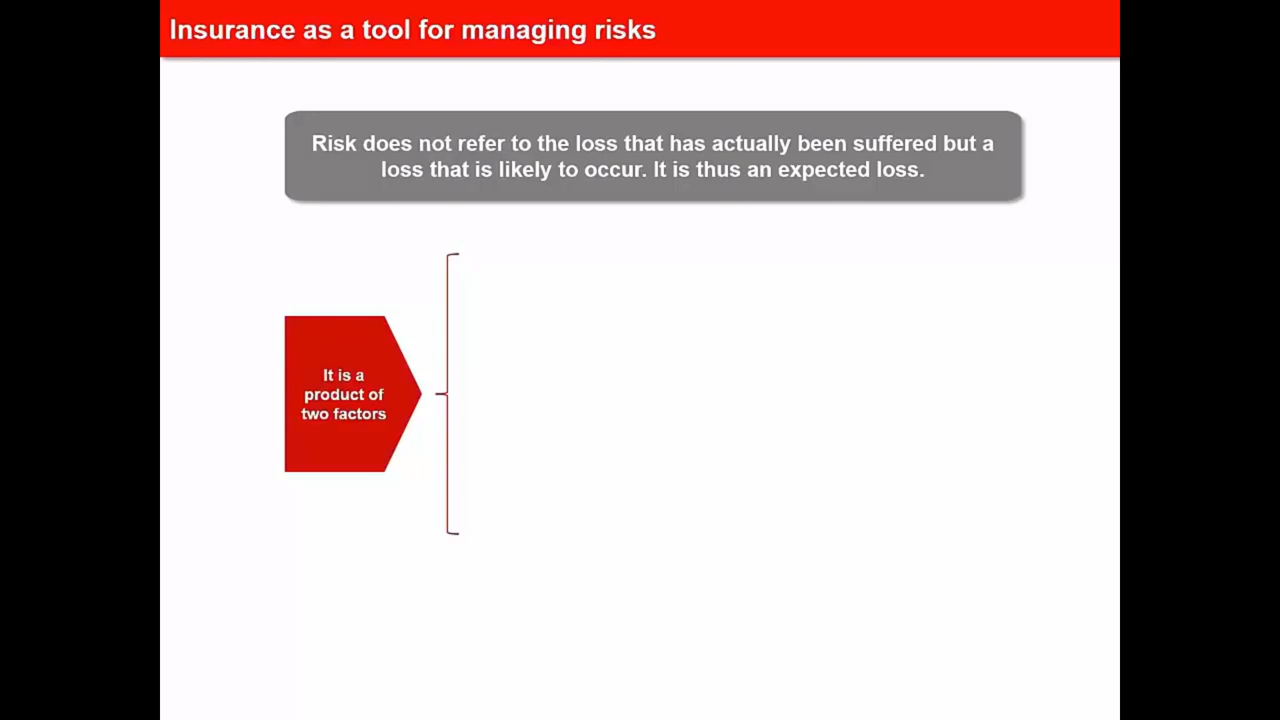 Insurance as a tool for managing risks
Risk does not refer to the loss that has actually been suffered but a
loss that is likely to occur. It is thus an expected loss.
It is a
product of
two factors